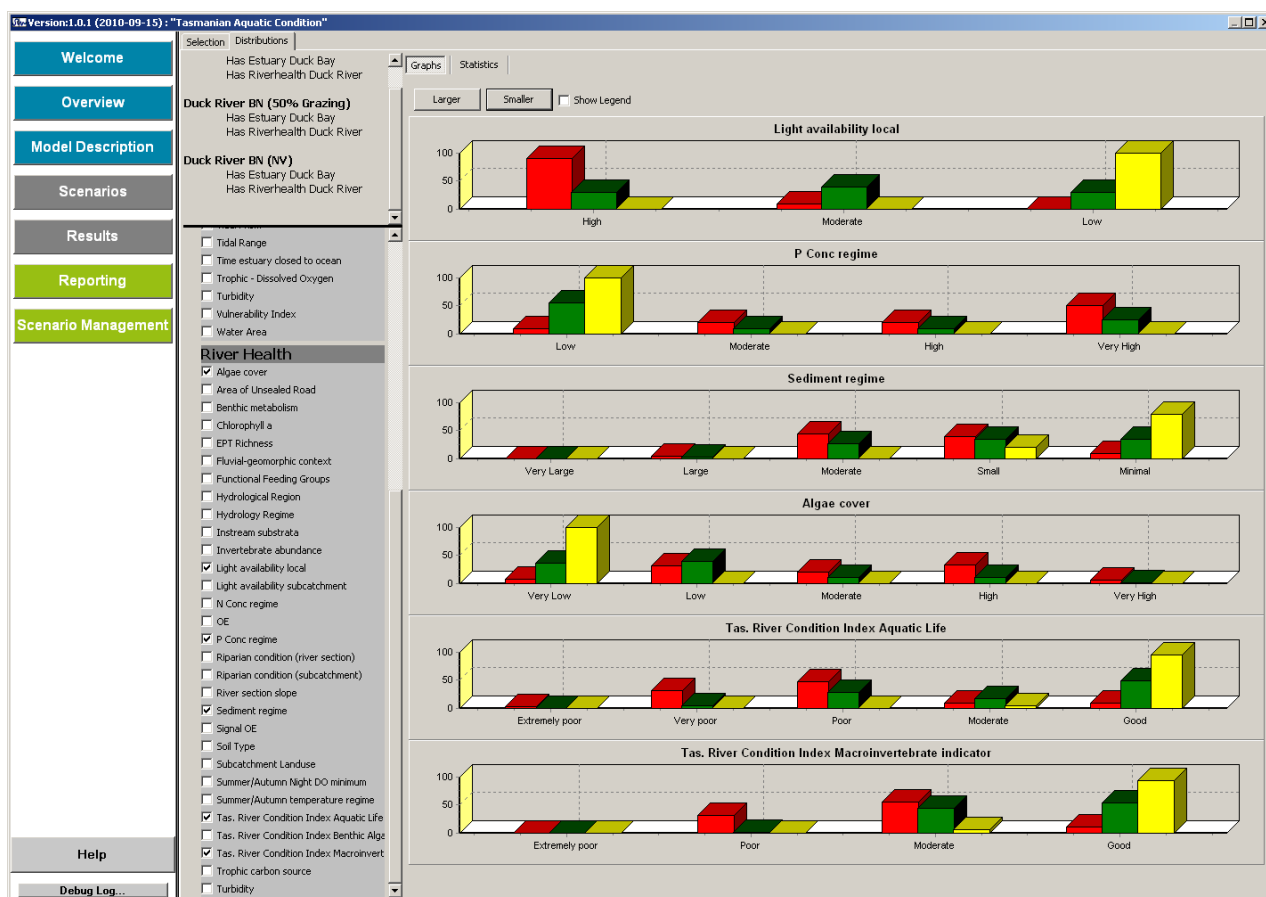 Version:1.0.1 (2010-09-15) : "Tasmanian Aquatic Condition"
Welcome
Overview
Model Description
Scenarios
Results
Reporting
Scenario Management
Help
Debug Log...
Selection Distributions
Has Estuary Duck Bay
Has Riverhealth Duck River
Duck River BN (50% Grazing)
Has Estuary Duck Bay
Has Riverhealth Duck River
Duck River BN (NV)
Has Estuary Duck Bay
Has Riverhealth Duck River
Tidal Range
Time estuary closed to ocean
Trophic - Dissolved Oxygen
Turbidity
Vulnerability Index
Water Area
River Health
Algae cover
Area of Unsealed Road
Benthic metabolism
Chlorophyll a
EPT Richness
Fluvial-geomorphic context
Functional Feeding Groups
Hydrological Region
Hydrology Regime
Instream substrata
Invertebrate abundance
Light availability local
Light availability subcatchment
N Conc regime
OE
P Conc regime
Riparian condition (river section)
Riparian condition (subcatchment)
River section slope
Sediment regime
Signal OE
Soil Type
Subcatchment Landuse
Summer/Autumn Night DO minimum
Summer/Autumn temperature regime
Tas. River Condition Index Aquatic Life
Tas. River Condition Index Benthic Alga
Tas. River Condition Index Macroinvert
Trophic carbon source
Turbidity
Graphs Statistics
Larger Smaller Show Legend
Light availability local
100
50
0
High Moderate Low
P Conc regime
100
50
0
Low Moderate High Very High
Sediment regime
100
50
0
Very Large Large Moderate Small Minimal
Algae cover
100
50
0
Very Low Low Moderate High Very High
Tas. River Condition Index Aquatic Life
100
50
0
Extremely poor Very poor Poor Moderate Good
Tas. River Condition Index Macroinvertebrate indicator
100
50
0
Extremely poor Poor Moderate Good